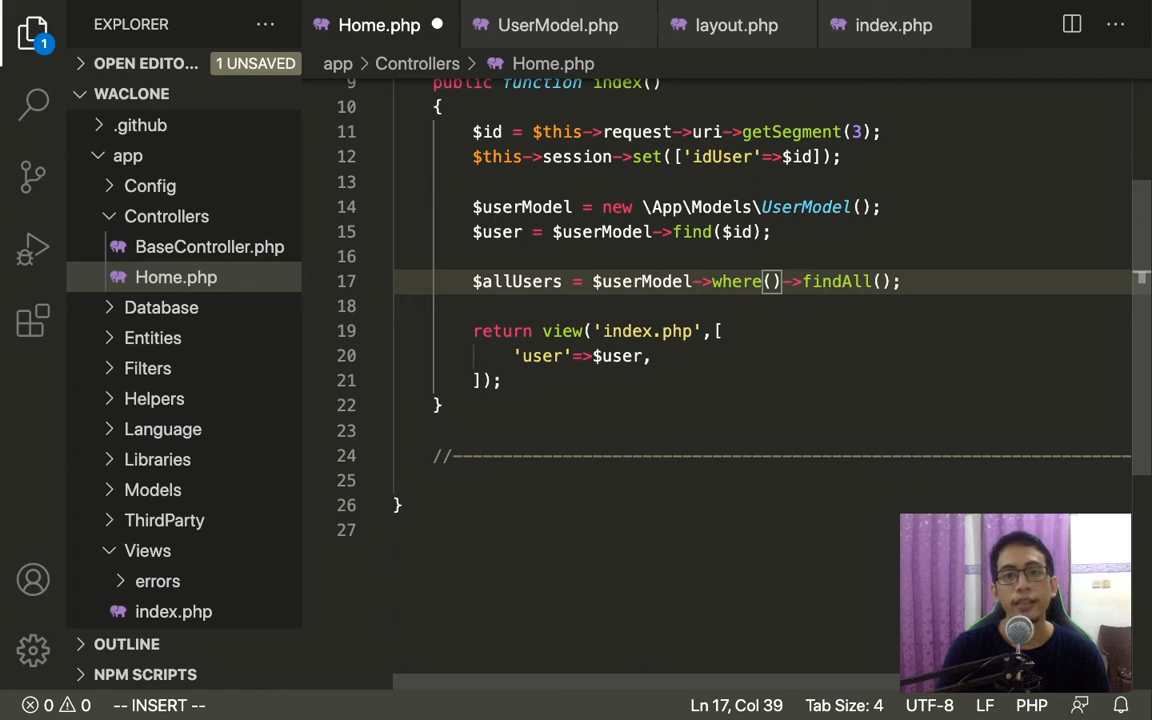 1
EXPLORER
OPEN EDITO... 1 UNSAVED
WACLONE
.github
app
Config
Controllers
BaseController.php
Home.php
Database
Entities
Filters
Helpers
Language
Libraries
Models
ThirdParty
Views
errors
index.php
OUTLINE
NPM SCRIPTS
Home.php UserModel.php layout.php index.php
app > Controllers > Home.php
9 public function index()
10 {
11 $id = $this->request->uri->getSegment(3);
12 $this->session->set(['idUser'=>$id]);
13
14 $userModel = new \App\Models\UserModel();
15 $user = $userModel->find($id);
16
17 $allUsers = $userModel->where()->findAll();
18
19 return view('index.php',[
20 'user'=>$user,
21 ]);
22 }
23
24 //--------------------------------------------------------------------
25
26 }
27
0 0 -- INSERT -- Ln 17, Col 39 Tab Size: 4 UTF-8 LF PHP